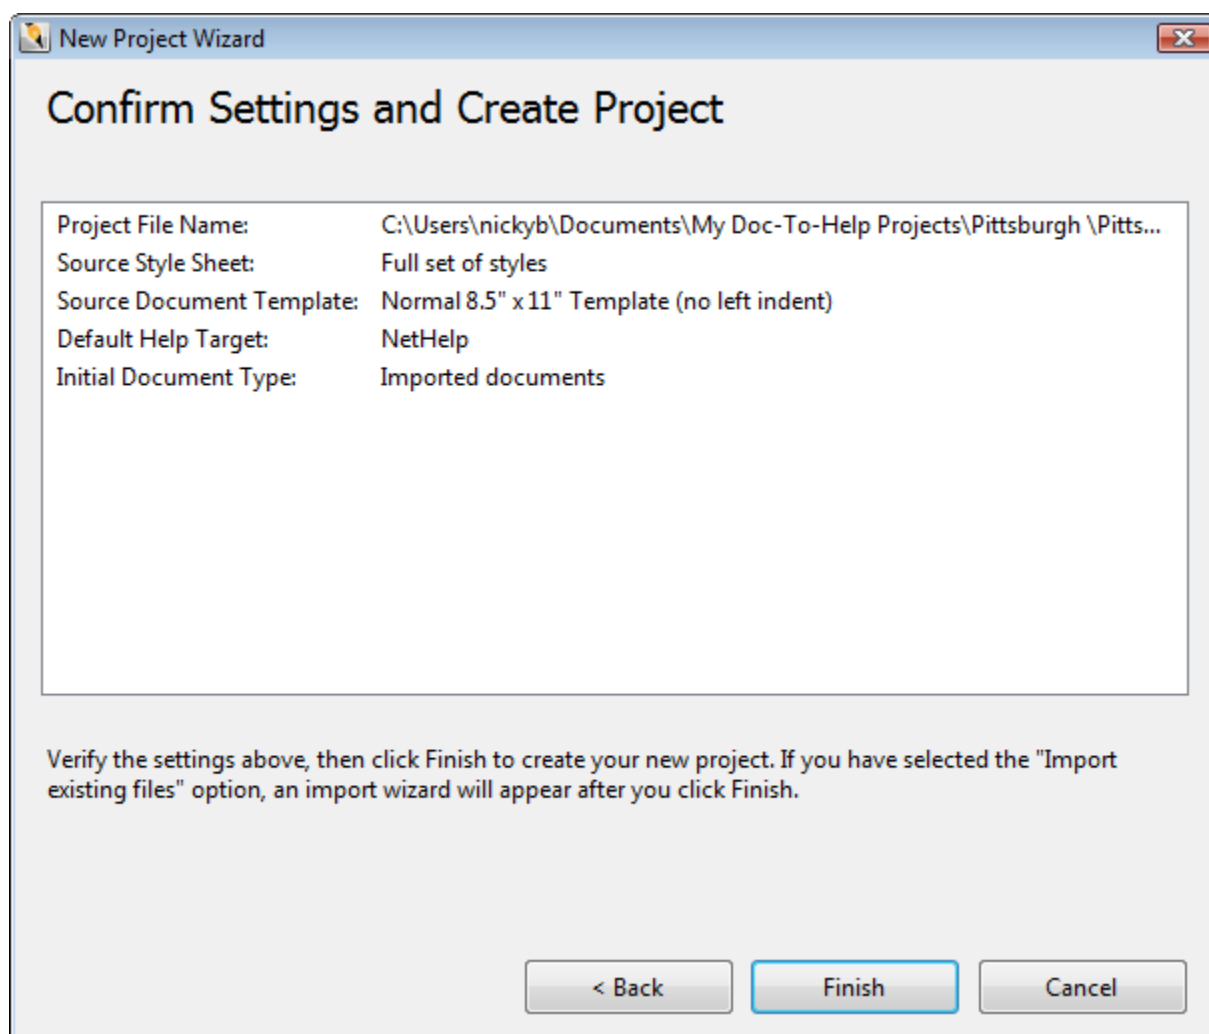 New Project Wizard
Confirm Settings and Create Project
Project File Name: C:\Users\nickyb\Documents\My Doc-To-Help Projects\Pittsburgh \Pitts...
Source Style Sheet: Full set of styles
Source Document Template: Normal 8.5" x 11" Template (no left indent)
Default Help Target: NetHelp
Initial Document Type: Imported documents
Verify the settings above, then click Finish to create your new project. If you have selected the "Import
existing files" option, an import wizard will appear after you click Finish.
< Back Finish Cancel